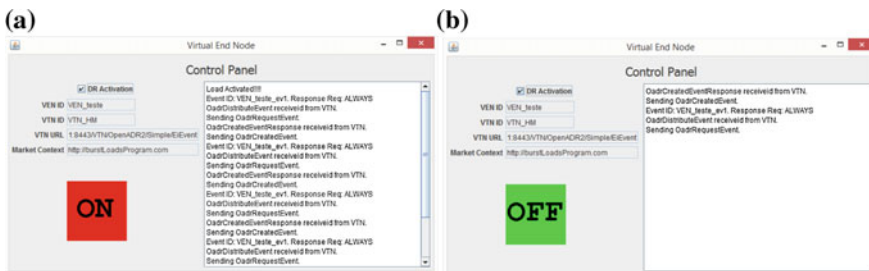 (a)
Virtual End Node
Control Panel
DR Activation
VEN ID VEN_teste
VTN ID VTN_HM
VTN URL 1:8443/VTN/OpenADR2/Simple/EiEvent
Market Context http://burstLoadsProgram.com
ON
Load Activated!!!!
Event ID: VEN_teste_ev1. Response Req: ALWAYS
OadrDistributeEvent receiveid from VTN.
Sending OadrRequestEvent.
OadrCreatedEventResponse receiveid from VTN.
Sending OadrCreatedEvent.
Event ID: VEN_teste_ev1. Response Req: ALWAYS
OadrDistributeEvent receiveid from VTN.
Sending OadrRequestEvent.
OadrCreatedEventResponse receiveid from VTN.
Sending OadrCreatedEvent.
Event ID: VEN_teste_ev1. Response Req: ALWAYS
OadrDistributeEvent receiveid from VTN.
Sending OadrRequestEvent.
OadrCreatedEventResponse receiveid from VTN.
Sending OadrCreatedEvent.
Event ID: VEN_teste_ev1. Response Req: ALWAYS
OadrDistributeEvent receiveid from VTN.
Sending OadrRequestEvent.
(b)
Virtual End Node
Control Panel
DR Activation
VEN ID VEN_teste
VTN ID VTN_HM
VTN URL 1:8443/VTN/OpenADR2/Simple/EiEvent
Market Context http://burstLoadsProgram.com
OFF
OadrCreatedEventResponse receiveid from VTN.
Sending OadrCreatedEvent.
Event ID: VEN_teste_ev1. Response Req: ALWAYS
OadrDistributeEvent receiveid from VTN.
Sending OadrRequestEvent.